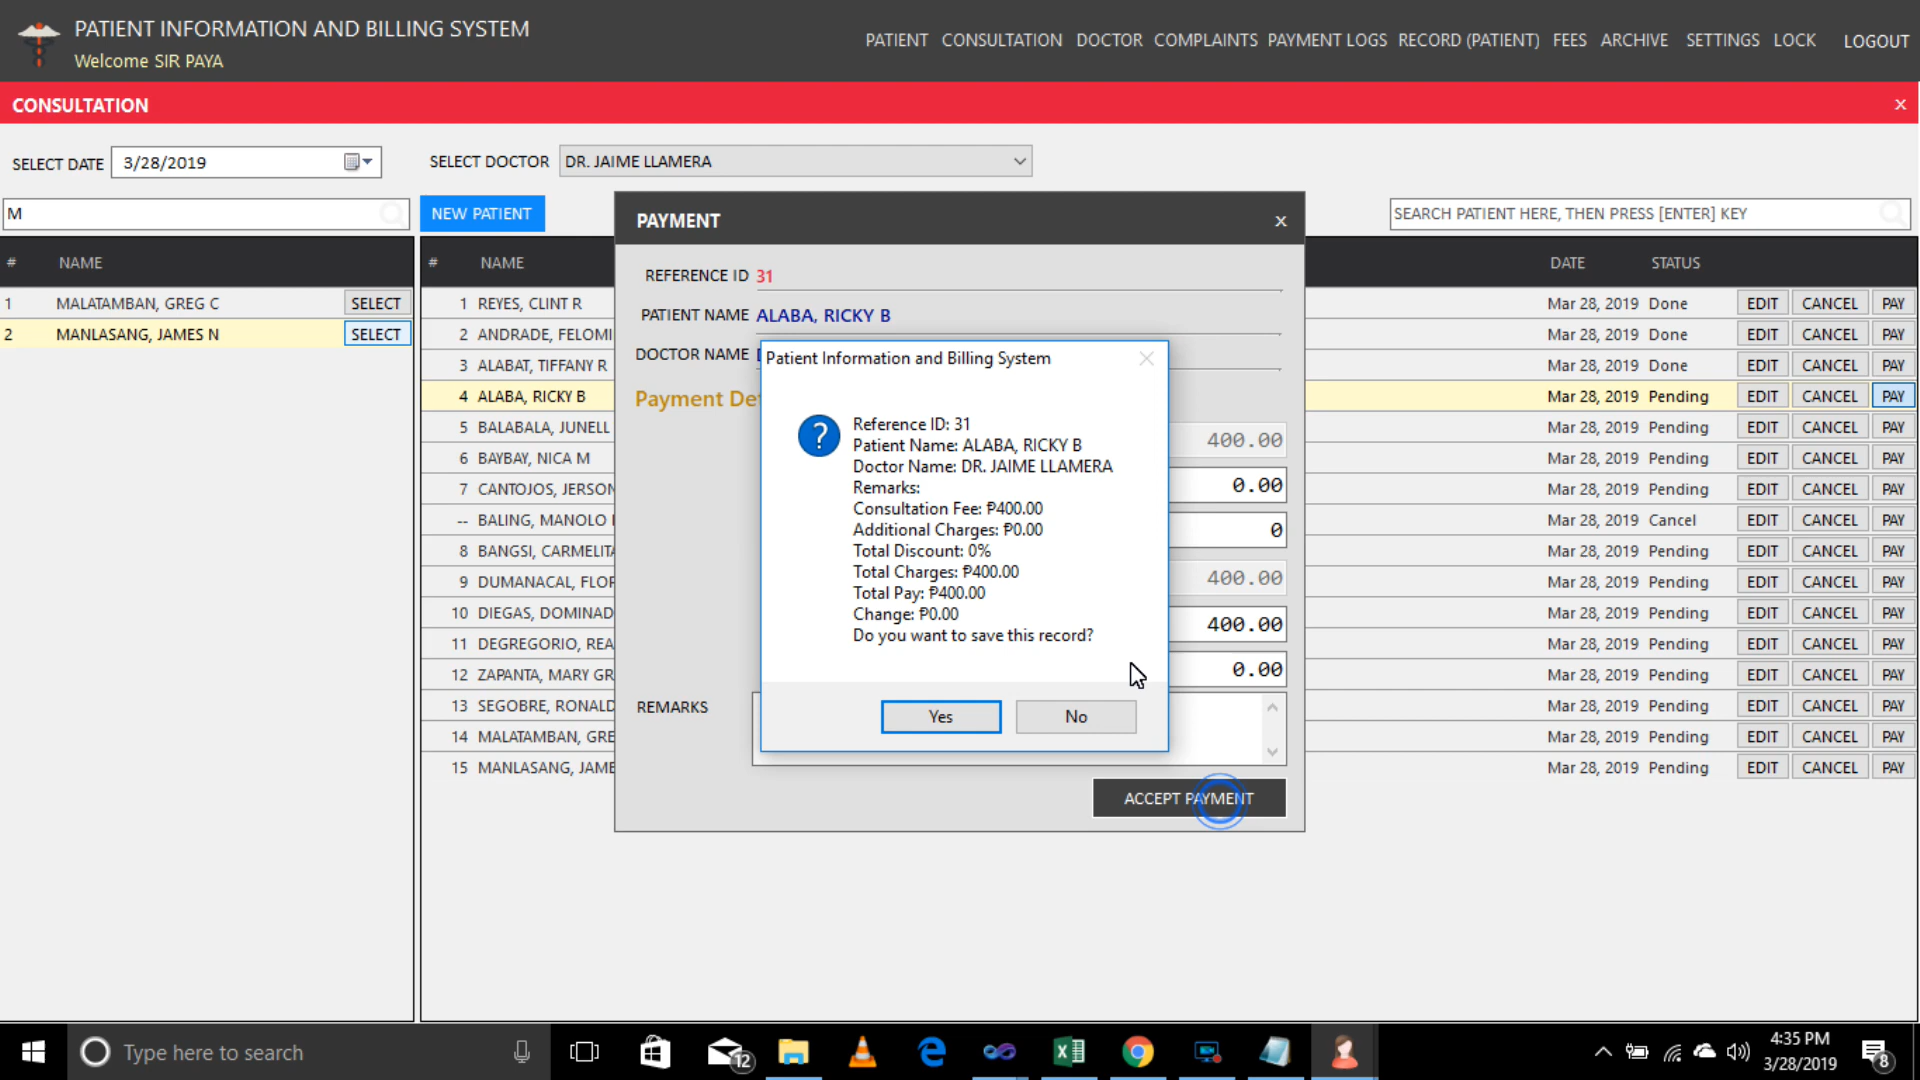 PATIENT INFORMATION AND BILLING SYSTEM
Welcome SIR PAYA
PATIENT CONSULTATION DOCTOR COMPLAINTS PAYMENT LOGS RECORD (PATIENT) FEES ARCHIVE SETTINGS LOCK LOGOUT
CONSULTATION x
SELECT DATE 3/28/2019 SELECT DOCTOR DR. JAIME LLAMERA
M NEW PATIENT SEARCH PATIENT HERE, THEN PRESS [ENTER] KEY
# NAME
1 MALATAMBAN, GREG C SELECT
2 MANLASANG, JAMES N SELECT
# NAME DATE STATUS
1 REYES, CLINT R Mar 28, 2019 Done EDIT CANCEL PAY
2 ANDRADE, FELOMI Mar 28, 2019 Done EDIT CANCEL PAY
3 ALABAT, TIFFANY R Mar 28, 2019 Done EDIT CANCEL PAY
4 ALABA, RICKY B Mar 28, 2019 Pending EDIT CANCEL PAY
5 BALABALA, JUNELL Mar 28, 2019 Pending EDIT CANCEL PAY
6 BAYBAY, NICA M Mar 28, 2019 Pending EDIT CANCEL PAY
7 CANTOJOS, JERSON Mar 28, 2019 Pending EDIT CANCEL PAY
-- BALING, MANOLO Mar 28, 2019 Cancel EDIT CANCEL PAY
8 BANGSI, CARMELITA Mar 28, 2019 Pending EDIT CANCEL PAY
9 DUMANACAL, FLOR Mar 28, 2019 Pending EDIT CANCEL PAY
10 DIEGAS, DOMINAD Mar 28, 2019 Pending EDIT CANCEL PAY
11 DEGREGORIO, REA Mar 28, 2019 Pending EDIT CANCEL PAY
12 ZAPANTA, MARY GR Mar 28, 2019 Pending EDIT CANCEL PAY
13 SEGOBRE, RONALD Mar 28, 2019 Pending EDIT CANCEL PAY
14 MALATAMBAN, GRE Mar 28, 2019 Pending EDIT CANCEL PAY
15 MANLASANG, JAME Mar 28, 2019 Pending EDIT CANCEL PAY
PAYMENT x
REFERENCE ID 31
PATIENT NAME ALABA, RICKY B
DOCTOR NAME
Payment De
400.00
0.00
0
400.00
400.00
0.00
REMARKS
ACCEPT PAYMENT
Patient Information and Billing System
Reference ID: 31
Patient Name: ALABA, RICKY B
Doctor Name: DR. JAIME LLAMERA
Remarks:
Consultation Fee: ₱400.00
Additional Charges: ₱0.00
Total Discount: 0%
Total Charges: ₱400.00
Total Pay: ₱400.00
Change: ₱0.00
Do you want to save this record?
Yes No
Type here to search 12 4:35 PM
3/28/2019 8